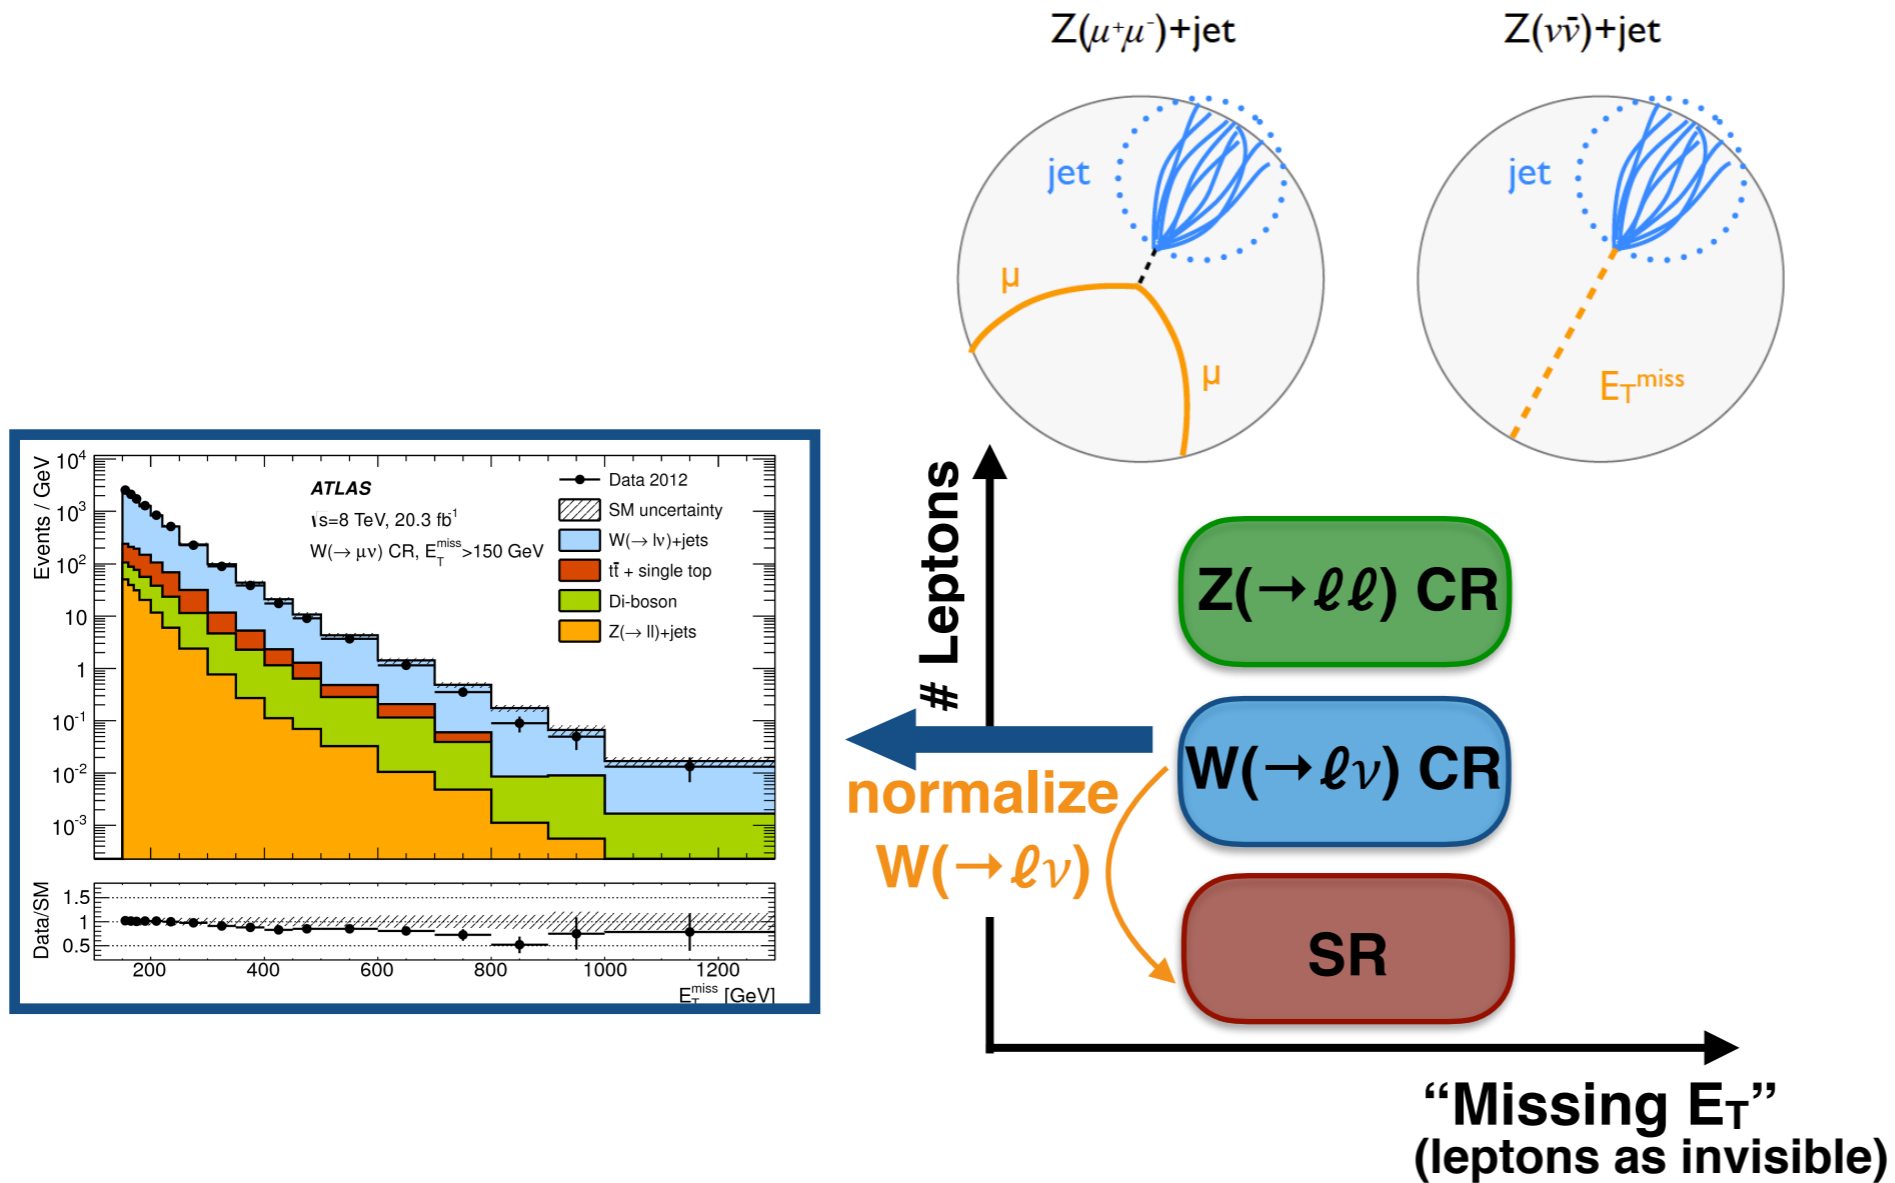 Z(μ⁺μ⁻)+jet
Z(νν̄)+jet
jet
μ
μ
jet
E_T^miss
Events / GeV
10⁴
10³
10²
10
1
10⁻¹
10⁻²
10⁻³
ATLAS
√s=8 TeV, 20.3 fb⁻¹
W(→ μν) CR, E_T^miss>150 GeV
Data 2012
SM uncertainty
W(→ lν)+jets
tt̄ + single top
Di-boson
Z(→ ll)+jets
Data/SM
1.5
1
0.5
200 400 600 800 1000 1200
E_T^miss [GeV]
# Leptons
Z(→ℓℓ) CR
W(→ℓν) CR
SR
normalize
W(→ℓν)
“Missing E_T”
(leptons as invisible)